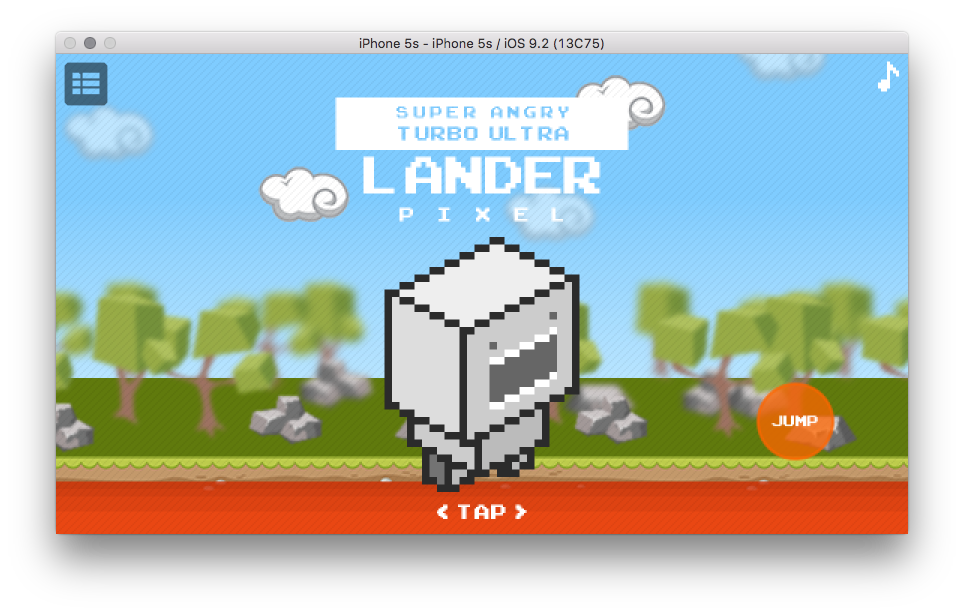 iPhone 5s - iPhone 5s / iOS 9.2 (13C75)
SUPER ANGRY
TURBO ULTRA
LANDER
PIXEL
JUMP
< TAP >